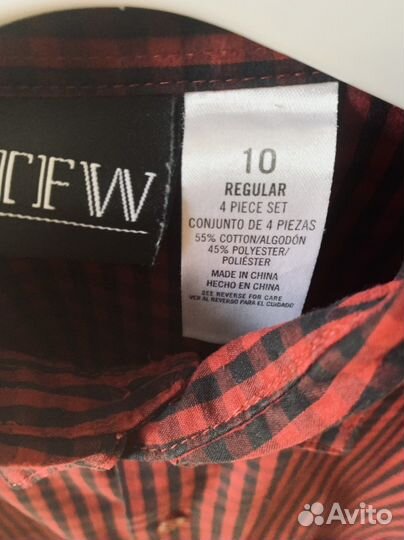 10
REGULAR
4 PIECE SET
CONJUNTO DE 4 PIEZAS
55% COTTON/ALGODÓN
45% POLYESTER/
POLIÉSTER
MADE IN CHINA
HECHO EN CHINA
SEE REVERSE FOR CARE
VER AL REVERSO PARA EL CUIDADO
Avito